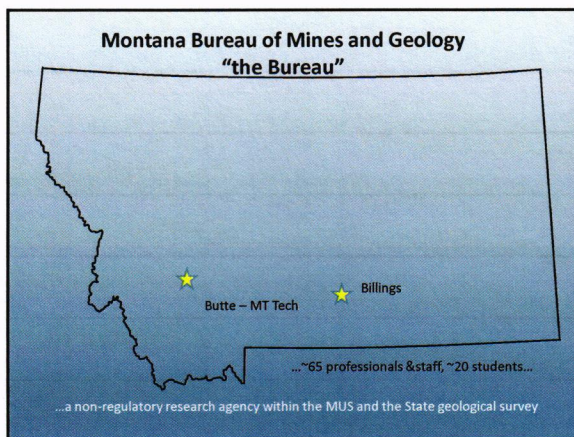 Montana Bureau of Mines and Geology
“the Bureau”
Butte – MT Tech
Billings
...~65 professionals &staff, ~20 students...
...a non-regulatory research agency within the MUS and the State geological survey